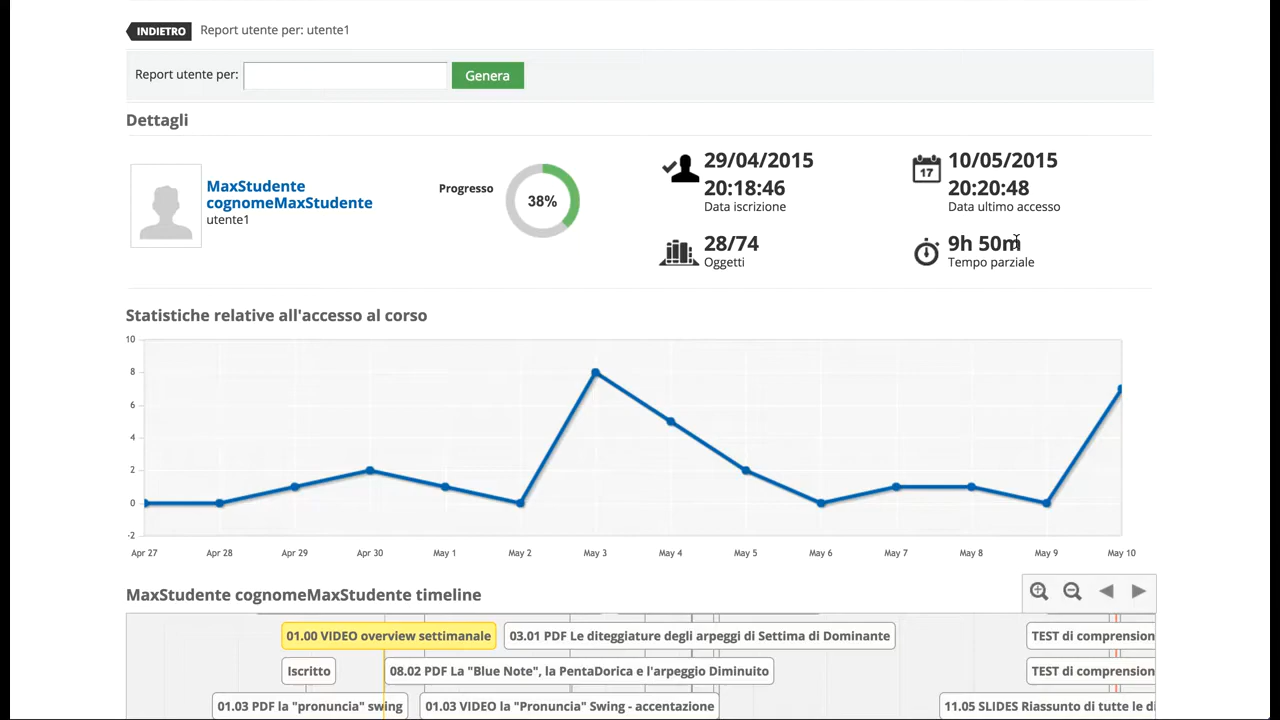 INDIETRO Report utente per: utente1
Report utente per: Genera
Dettagli
MaxStudente
cognomeMaxStudente
utente1
Progresso
38%
29/04/2015
20:18:46
Data iscrizione
17
10/05/2015
20:20:48
Data ultimo accesso
28/74
Oggetti
9h 50m
Tempo parziale
Statistiche relative all'accesso al corso
10
8
6
4
2
0
-2
Apr 27 Apr 28 Apr 29 Apr 30 May 1 May 2 May 3 May 4 May 5 May 6 May 7 May 8 May 9 May 10
MaxStudente cognomeMaxStudente timeline
01.00 VIDEO overview settimanale 03.01 PDF Le diteggiature degli arpeggi di Settima di Dominante TEST di comprension
Iscritto 08.02 PDF La "Blue Note", la PentaDorica e l'arpeggio Diminuito TEST di comprension
01.03 PDF la "pronuncia" swing 01.03 VIDEO la "Pronuncia" Swing - accentazione 11.05 SLIDES Riassunto di tutte le di